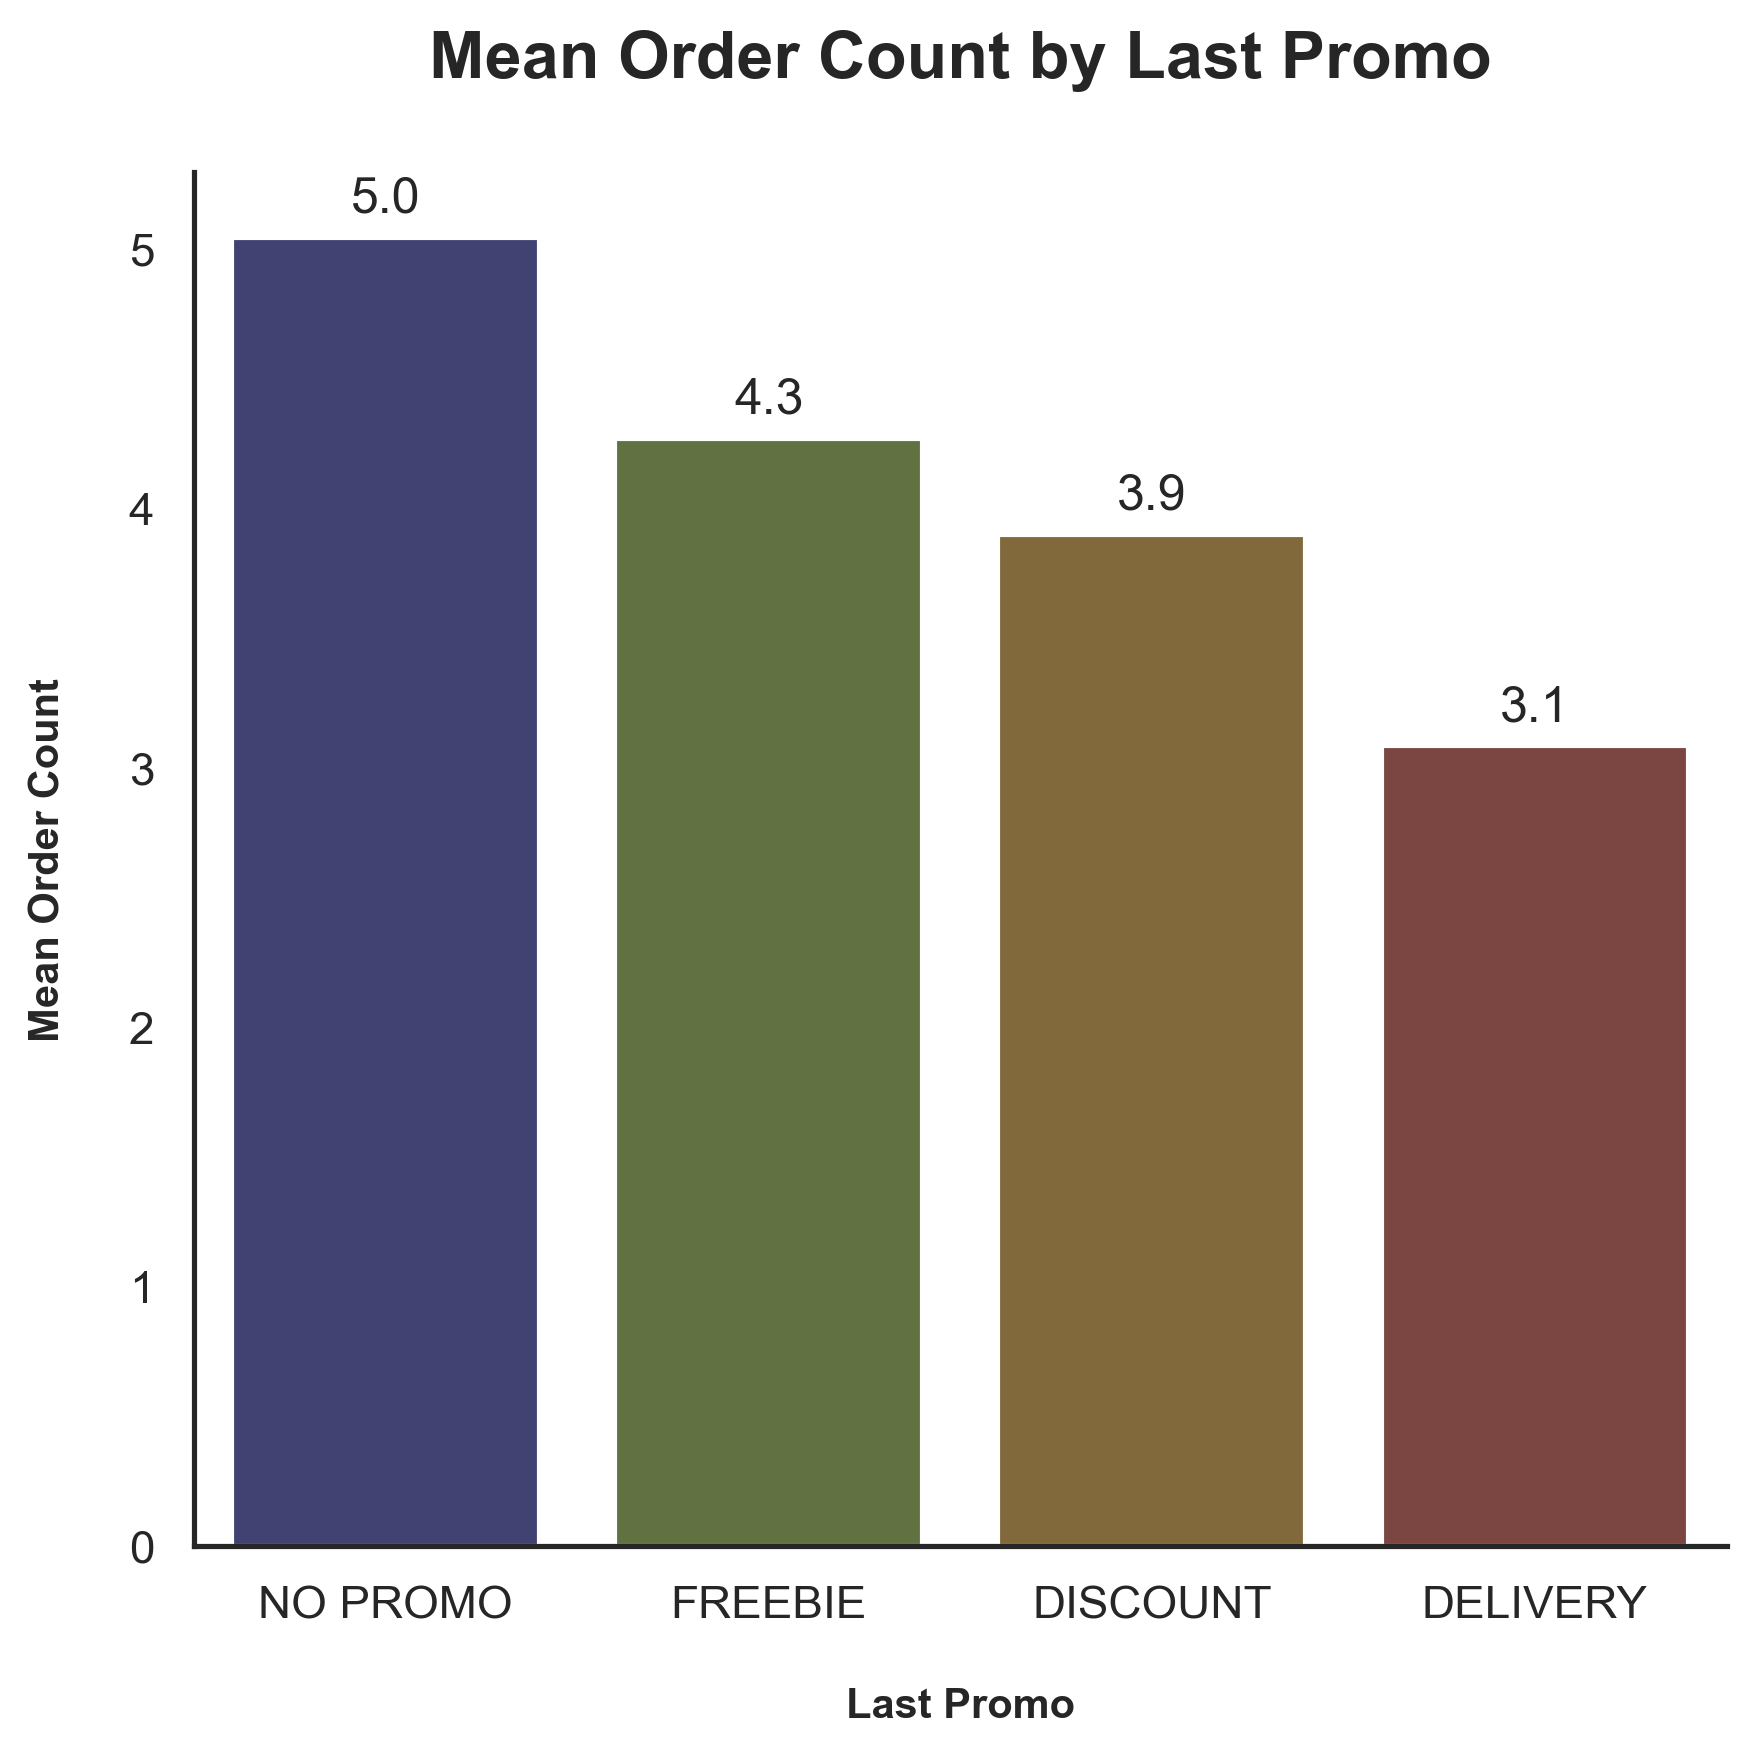 Mean Order Count by Last Promo
5.0
4.3
3.9
3.1
5
4
3
2
1
0
Mean Order Count
NO PROMO
FREEBIE
DISCOUNT
DELIVERY
Last Promo